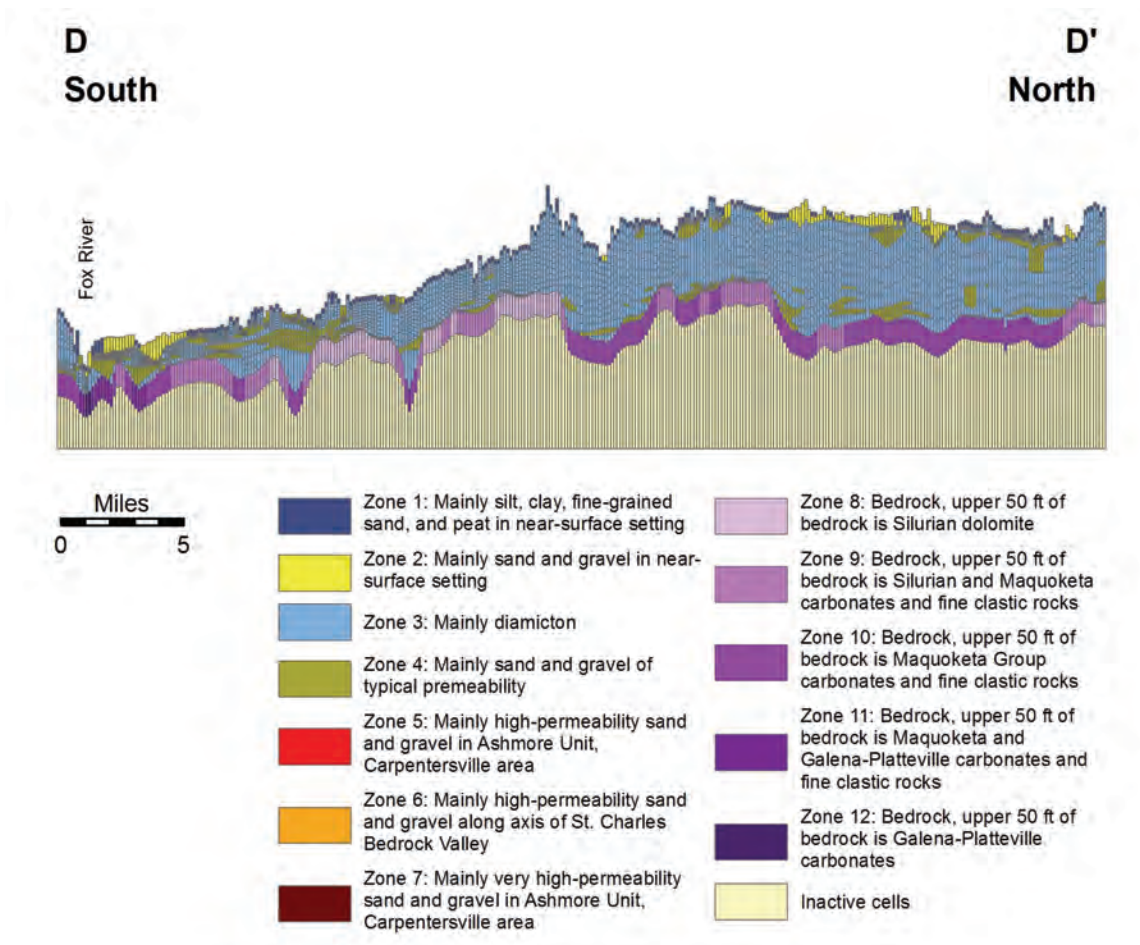 D
South
D'
North
Fox River
Miles
0 5
Zone 1: Mainly silt, clay, fine-grained
sand, and peat in near-surface setting
Zone 2: Mainly sand and gravel in near-
surface setting
Zone 3: Mainly diamicton
Zone 4: Mainly sand and gravel of
typical premeability
Zone 5: Mainly high-permeability sand
and gravel in Ashmore Unit,
Carpentersville area
Zone 6: Mainly high-permeability sand
and gravel along axis of St. Charles
Bedrock Valley
Zone 7: Mainly very high-permeability
sand and gravel in Ashmore Unit,
Carpentersville area
Zone 8: Bedrock, upper 50 ft of
bedrock is Silurian dolomite
Zone 9: Bedrock, upper 50 ft of
bedrock is Silurian and Maquoketa
carbonates and fine clastic rocks
Zone 10: Bedrock, upper 50 ft of
bedrock is Maquoketa Group
carbonates and fine clastic rocks
Zone 11: Bedrock, upper 50 ft of
bedrock is Maquoketa and
Galena-Platteville carbonates and
fine clastic rocks
Zone 12: Bedrock, upper 50 ft of
bedrock is Galena-Platteville
carbonates
Inactive cells